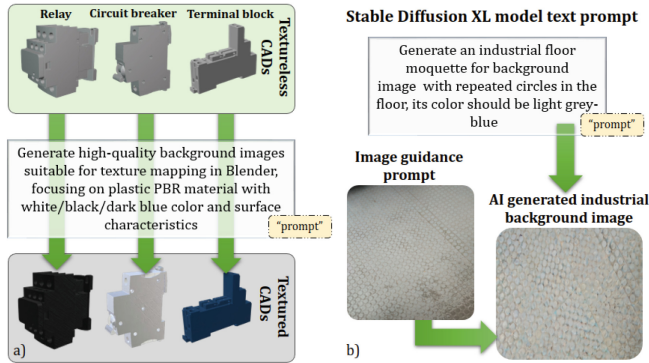 Relay
Circuit breaker
Terminal block
Textureless
CADs
Generate high-quality background images
suitable for texture mapping in Blender,
focusing on plastic PBR material with
white/black/dark blue color and surface
characteristics
“prompt”
Textured
CADs
a)
Stable Diffusion XL model text prompt
Generate an industrial floor
moquette for background
image with repeated circles in the
floor, its color should be light grey-
blue
“prompt”
Image guidance
prompt
AI generated industrial
background image
b)